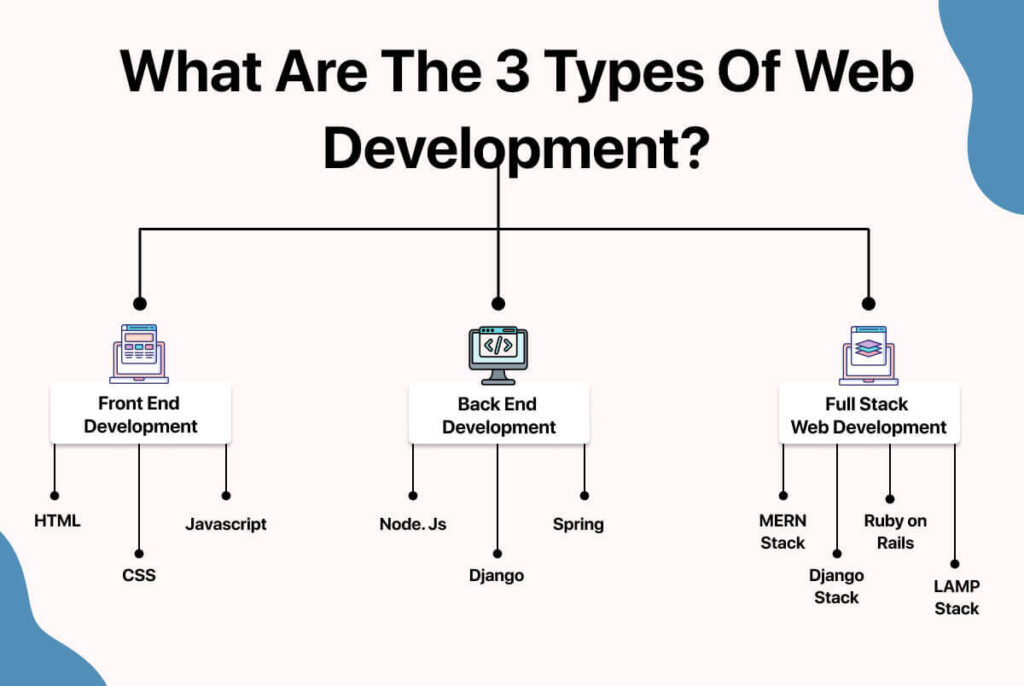 What Are The 3 Types Of Web
Development?
Front End
Development
Back End
Development
Full Stack
Web Development
HTML
CSS
Javascript
Node. Js
Django
Spring
MERN
Stack
Django
Stack
Ruby on
Rails
LAMP
Stack